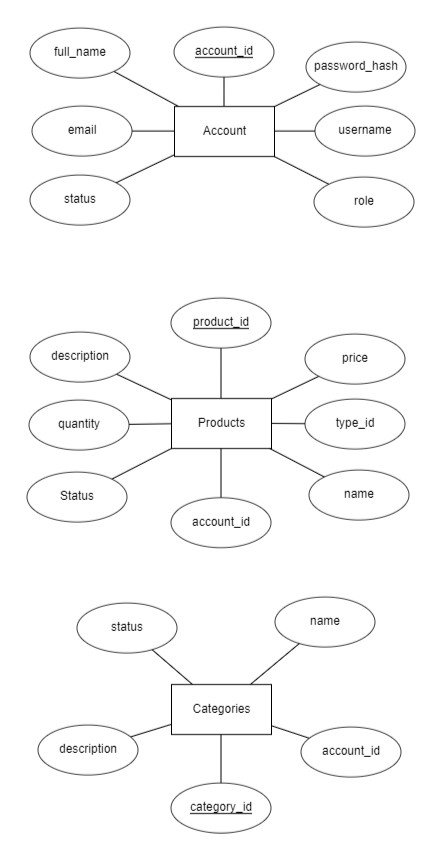 full_name
account_id
password_hash
email
Account
username
status
role
product_id
description
price
quantity
Products
type_id
Status
name
account_id
status
name
Categories
description
account_id
category_id